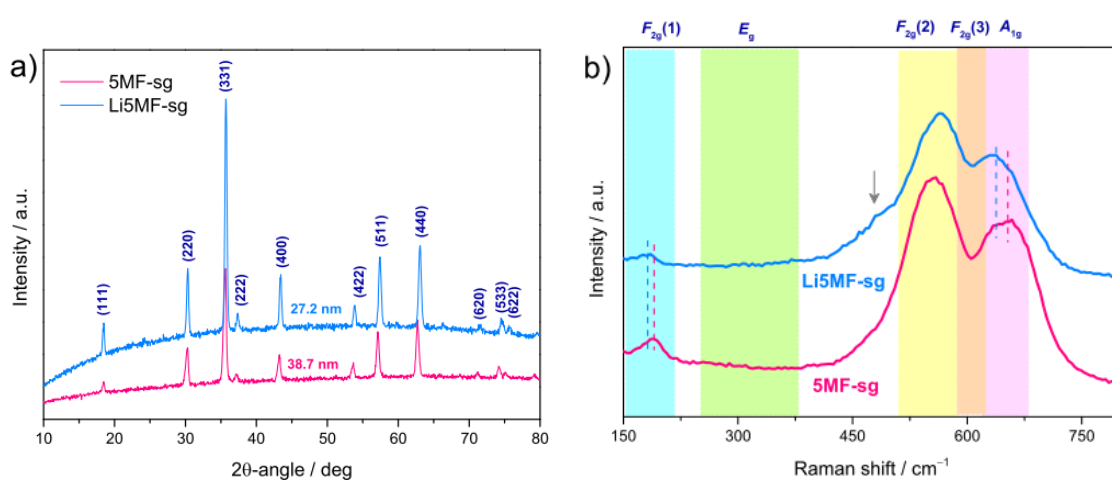 a)
5MF-sg
Li5MF-sg
(111)
(220)
(331)
(222)
(400)
(422)
(511)
(440)
(620)
(533)
(622)
27.2 nm
38.7 nm
Intensity / a.u.
10 20 30 40 50 60 70 80
2θ-angle / deg
b)
F2g(1) Eg F2g(2) F2g(3) A1g
Li5MF-sg
5MF-sg
Intensity / a.u.
150 300 450 600 750
Raman shift / cm⁻¹